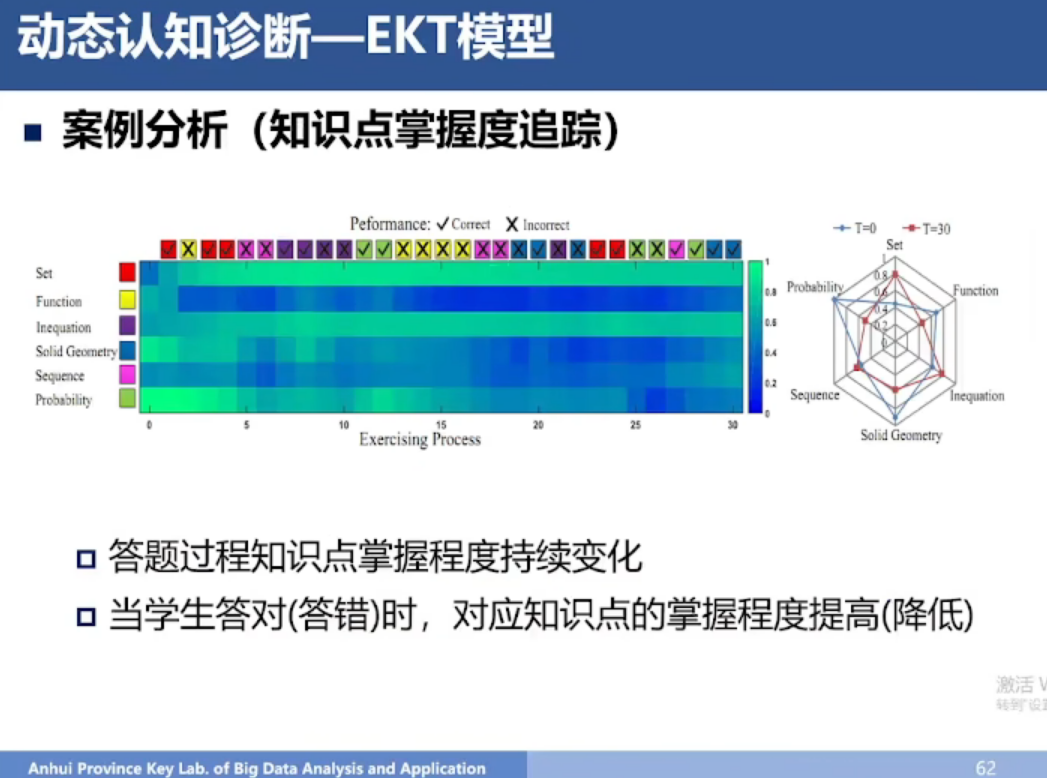 动态认知诊断—EKT模型
案例分析（知识点掌握度追踪）
Peformance: ✓Correct ✗ Incorrect
Set
Function
Inequation
Solid Geometry
Sequence
Probability
0 5 10 15 20 25 30
Exercising Process
1
0.8
0.6
0.4
0.2
0
T=0 T=30
Set
Function
Inequation
Solid Geometry
Sequence
Probability
1
0.8
0.6
0.4
0.2
0
答题过程知识点掌握程度持续变化
当学生答对(答错)时，对应知识点的掌握程度提高(降低)
激活
转到"设
Anhui Province Key Lab. of Big Data Analysis and Application
62